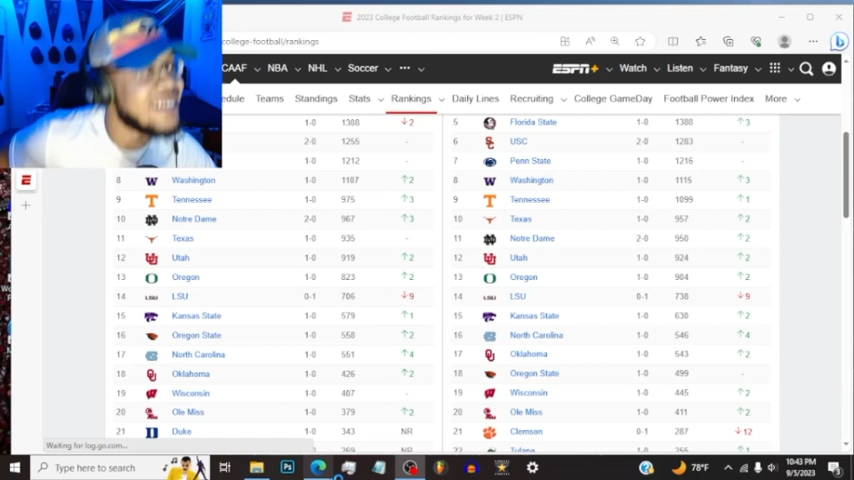 2023 College Football Rankings for Week 2 | ESPN
college-football/rankings
CAAF NBA NHL Soccer ••• ESPN+ Watch Listen Fantasy
edule Teams Standings Stats Rankings Daily Lines Recruiting College GameDay Football Power Index More
1-0 1308 ↓2
2-0 1255 -
1-0 1212 -
8 Washington 1-0 1107 ↑2
9 Tennessee 1-0 975 ↑3
10 Notre Dame 2-0 967 ↑3
11 Texas 1-0 935 -
12 Utah 1-0 919 ↑2
13 Oregon 1-0 823 ↑2
14 LSU LSU 0-1 706 ↓9
15 Kansas State 1-0 579 ↑1
16 Oregon State 1-0 558 ↑2
17 North Carolina 1-0 551 ↑4
18 Oklahoma 1-0 426 ↑2
19 Wisconsin 1-0 407 -
20 Ole Miss 1-0 379 ↑2
21 Duke 1-0 343 NR
5 Florida State 1-0 1388 ↑3
6 USC 2-0 1283 -
7 Penn State 1-0 1216 -
8 Washington 1-0 1115 ↑3
9 Tennessee 1-0 1099 ↑1
10 Texas 1-0 957 ↑2
11 Notre Dame 2-0 950 ↑2
12 Utah 1-0 924 ↑2
13 Oregon 1-0 904 ↑2
14 LSU LSU 0-1 738 ↓9
15 Kansas State 1-0 630 ↑2
16 North Carolina 1-0 546 ↑4
17 Oklahoma 1-0 543 ↑2
18 Oregon State 1-0 499 -
19 Wisconsin 1-0 445 ↑2
20 Ole Miss 1-0 411 ↑2
21 Clemson 0-1 287 ↓12
22 Tulane 1-0 255 ↑1
Waiting for log.go.com...
Type here to search
78°F
10:43 PM
9/5/2023